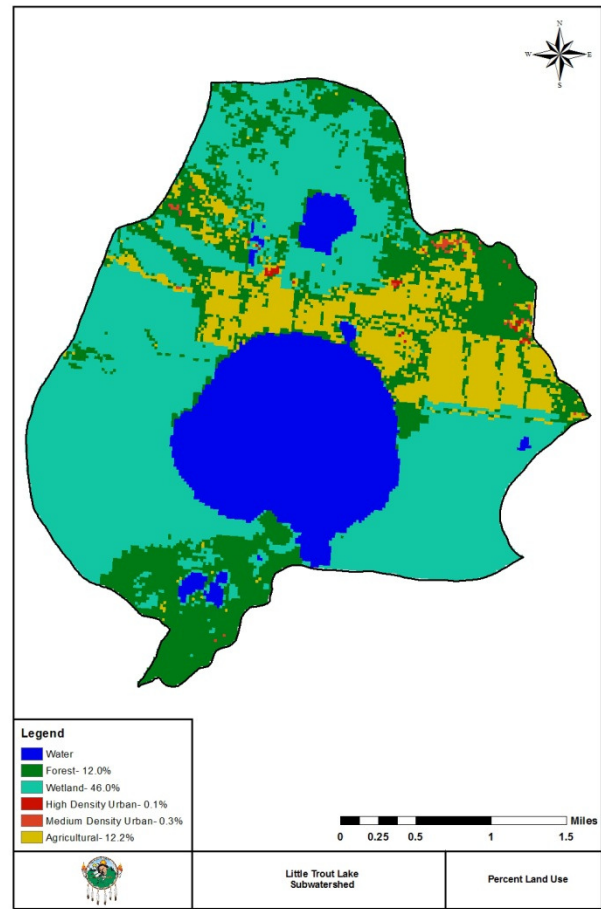 N
W E
S
Legend
Water
Forest- 12.0%
Wetland- 46.0%
High Density Urban- 0.1%
Medium Density Urban- 0.3%
Agricultural- 12.2%
Miles
0 0.25 0.5 1 1.5
Little Trout Lake
Subwatershed
Percent Land Use